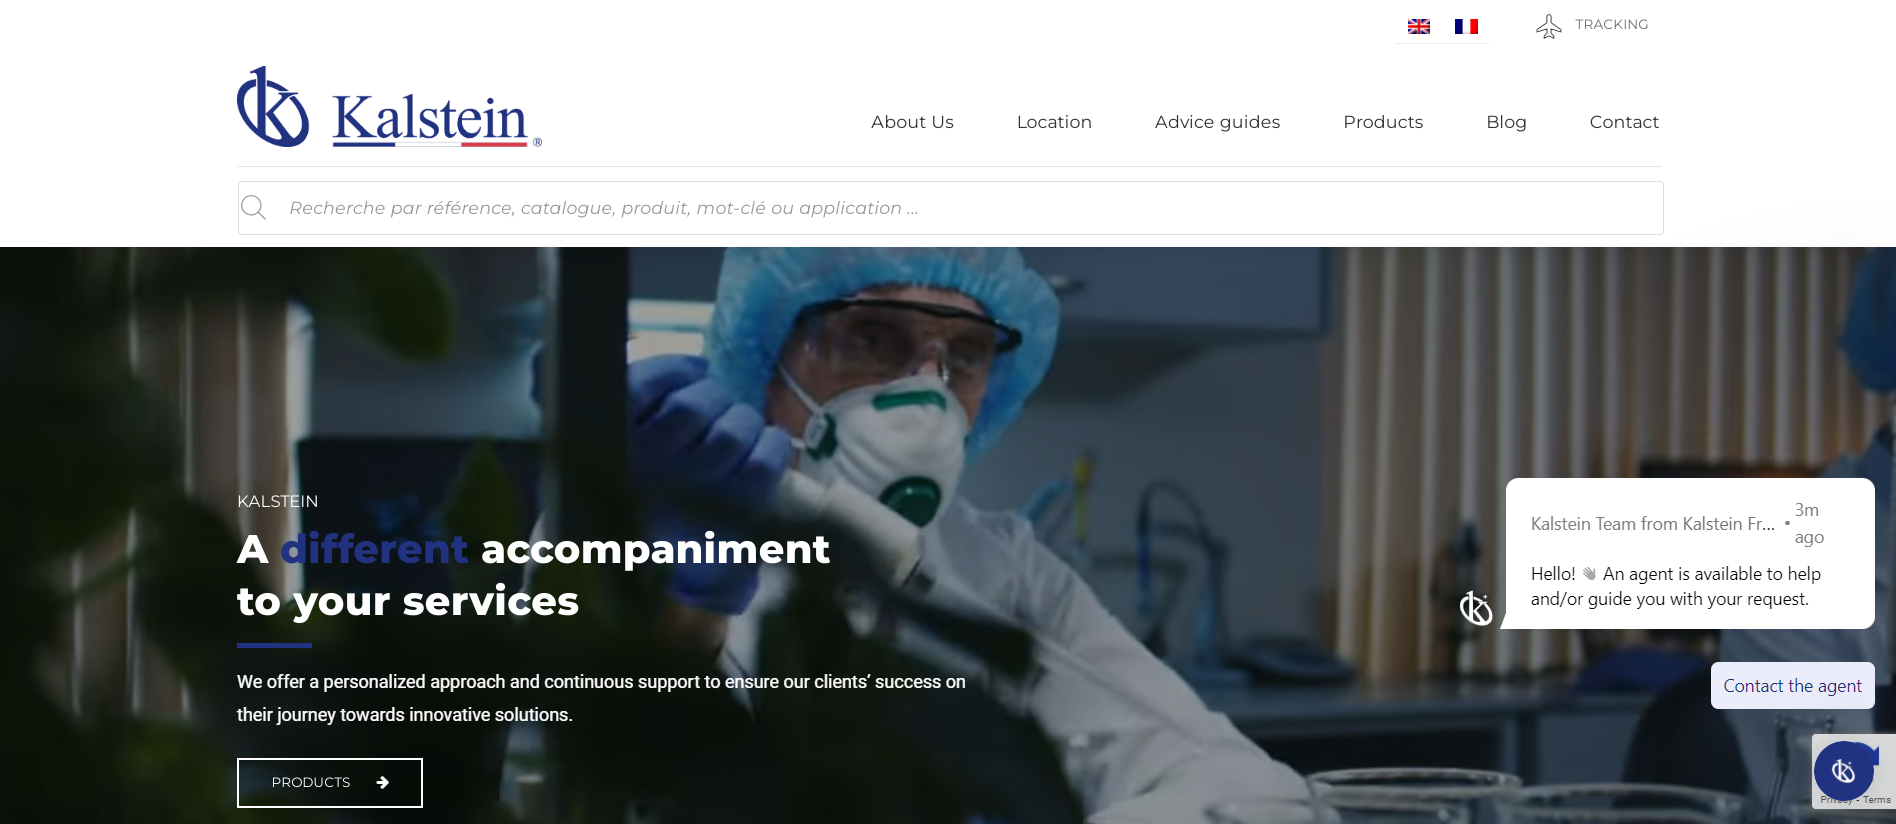 TRACKING
Kalstein®
About Us Location Advice guides Products Blog Contact
Recherche par référence, catalogue, produit, mot-clé ou application ...
KALSTEIN
A different accompaniment
to your services
We offer a personalized approach and continuous support to ensure our clients’ success on
their journey towards innovative solutions.
PRODUCTS
Kalstein Team from Kalstein Fr... • 3m
ago
Hello! 👋 An agent is available to help
and/or guide you with your request.
Contact the agent
Privacy - Terms